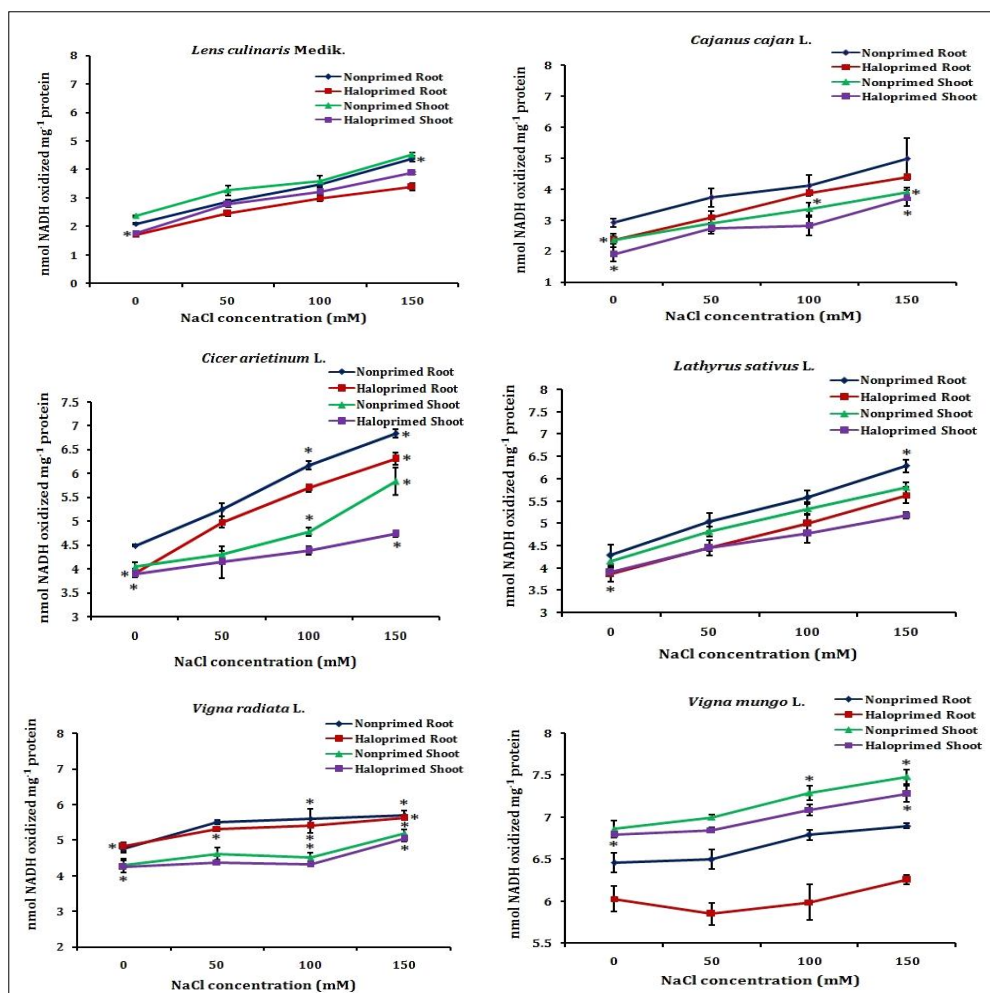 Lens culinaris Medik.
Nonprimed Root
Haloprimed Root
Nonprimed Shoot
Haloprimed Shoot
nmol NADH oxidized mg-1 protein
8
7
6
5
4
3
2
1
0
*
*
0 50 100 150
NaCl concentration (mM)
Cajanus cajan L.
Nonprimed Root
Haloprimed Root
Nonprimed Shoot
Haloprimed Shoot
nmol NADH oxidized mg-1 protein
9
8
7
6
5
4
3
2
1
*
*
*
*
*
0 50 100 150
NaCl concentration (mM)
Cicer arietinum L.
Nonprimed Root
Haloprimed Root
Nonprimed Shoot
Haloprimed Shoot
nmol NADH oxidized mg-1 protein
7.5
7
6.5
6
5.5
5
4.5
4
3.5
3
*
*
*
*
*
*
*
*
0 50 100 150
NaCl concentration (mM)
Lathyrus sativus L.
Nonprimed Root
Haloprimed Root
Nonprimed Shoot
Haloprimed Shoot
nmol NADH oxidized mg-1 protein
8
7.5
7
6.5
6
5.5
5
4.5
4
3.5
3
*
*
0 50 100 150
NaCl concentration (mM)
Vigna radiata L.
Nonprimed Root
Haloprimed Root
Nonprimed Shoot
Haloprimed Shoot
nmol NADH oxidized mg-1 protein
8
7
6
5
4
3
2
*
*
*
*
*
*
*
*
*
*
0 50 100 150
NaCl concentration (mM)
Vigna mungo L.
Nonprimed Root
Haloprimed Root
Nonprimed Shoot
Haloprimed Shoot
nmol NADH oxidized mg-1 protein
8
7.5
7
6.5
6
5.5
*
*
*
*
0 50 100 150
NaCl concentration (mM)